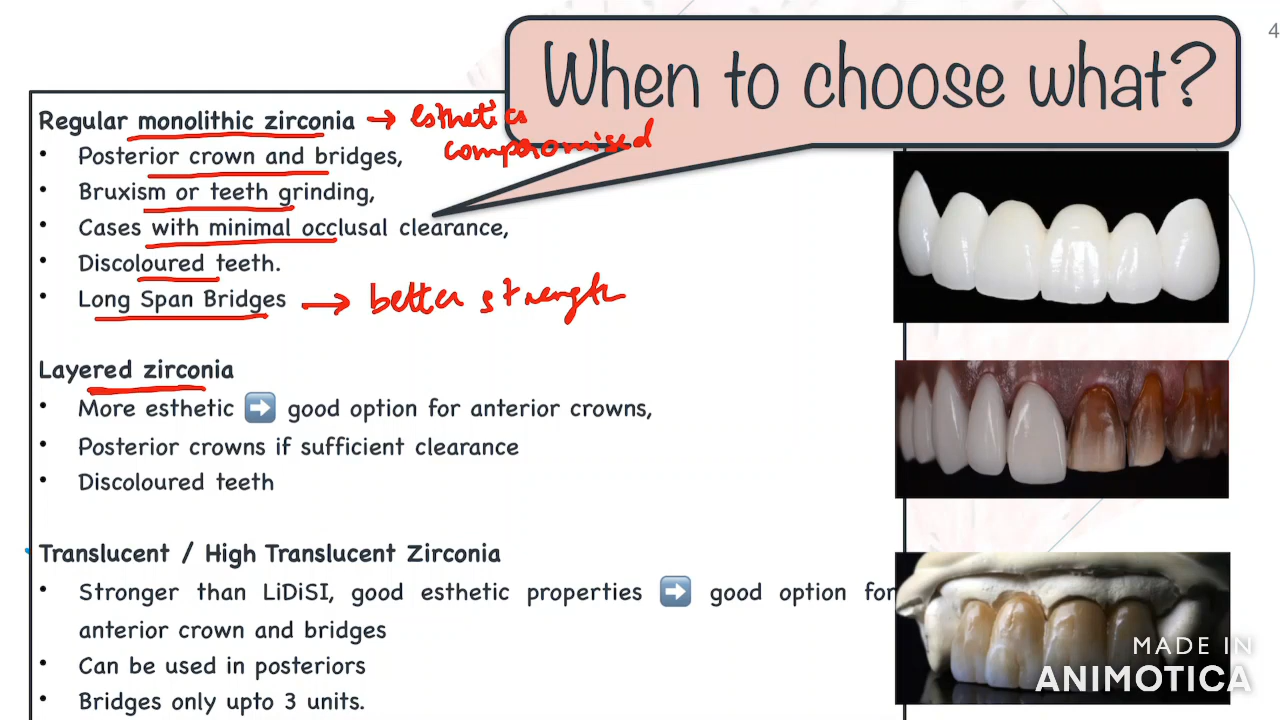 4
When to choose what?
Regular monolithic zirconia → esthetics
compromised
• Posterior crown and bridges,
• Bruxism or teeth grinding,
• Cases with minimal occlusal clearance,
• Discoloured teeth.
• Long Span Bridges → better strength
Layered zirconia
• More esthetic ➡ good option for anterior crowns,
• Posterior crowns if sufficient clearance
• Discoloured teeth
Translucent / High Translucent Zirconia
• Stronger than LiDiSI, good esthetic properties ➡ good option for
anterior crown and bridges
• Can be used in posteriors
• Bridges only upto 3 units.
MADE IN
ANIMOTICA